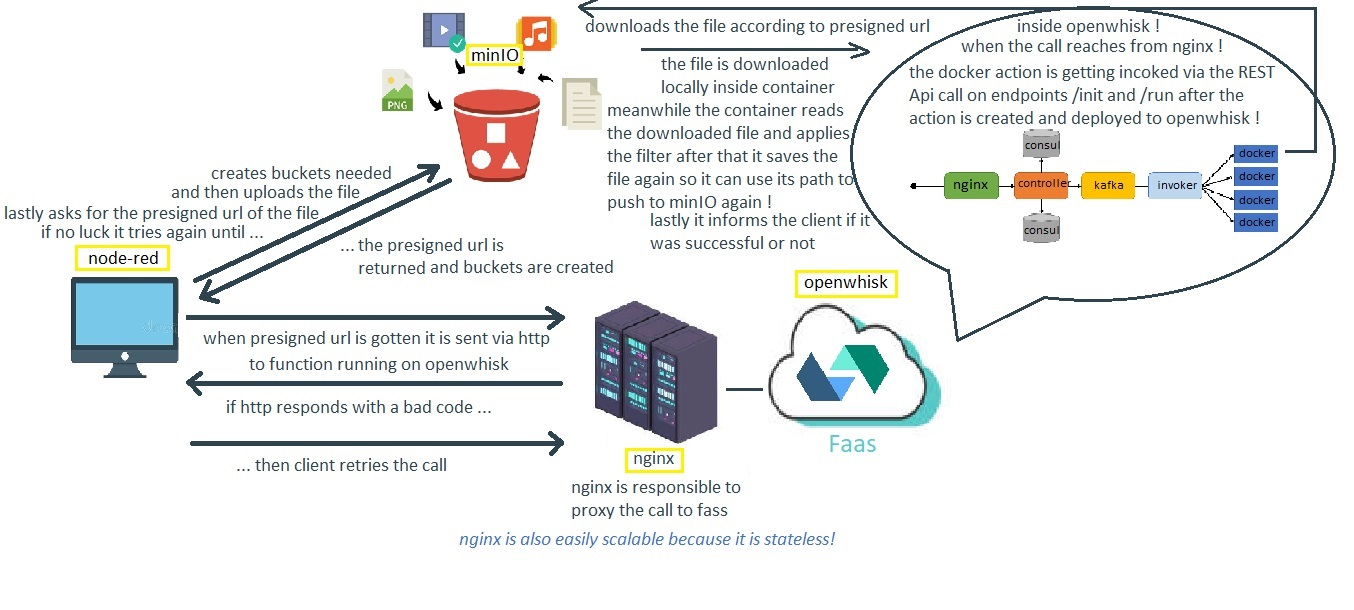 downloads the file according to presigned url
minIO
PNG
the file is downloaded
locally inside container
meanwhile the container reads
the downloaded file and applies
the filter after that it saves the
file again so it can use its path to
push to minIO again !
lastly it informs the client if it
was successful or not
inside openwhisk !
when the call reaches from nginx !
the docker action is getting incoked via the REST
Api call on endpoints /init and /run after the
action is created and deployed to openwhisk !
consul
nginx
controller
kafka
invoker
docker
docker
docker
docker
consul
creates buckets needed
and then uploads the file
lastly asks for the presigned url of the file
if no luck it tries again until ...
node-red
... the presigned url is
returned and buckets are created
when presigned url is gotten it is sent via http
to function running on openwhisk
if http responds with a bad code ...
... then client retries the call
openwhisk
Faas
nginx
nginx is responsible to
proxy the call to fass
nginx is also easily scalable because it is stateless!